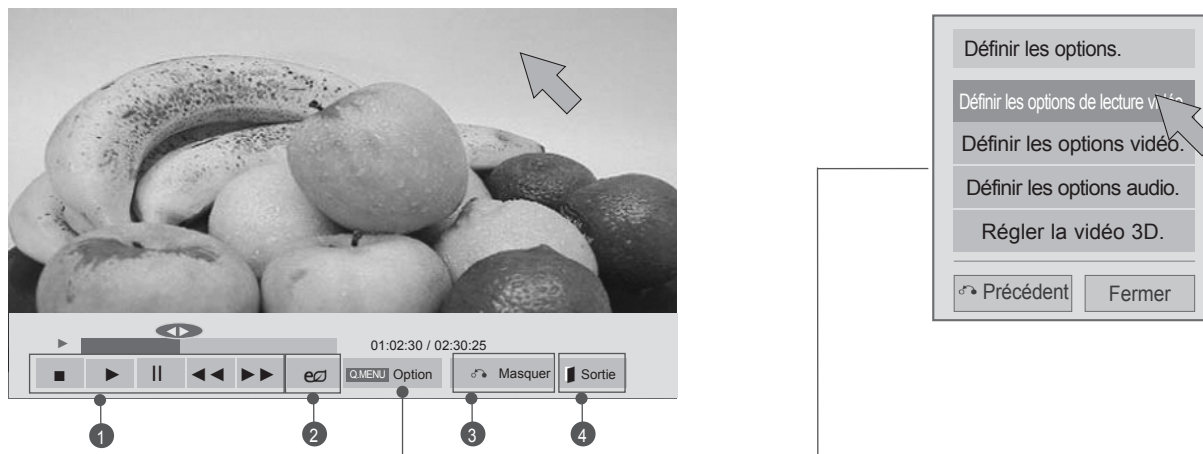 01:02:30 / 02:30:25
Q.MENU Option
Masquer
Sortie
1
2
3
4
Définir les options.
Définir les options de lecture vidéo.
Définir les options vidéo.
Définir les options audio.
Régler la vidéo 3D.
Précédent
Fermer